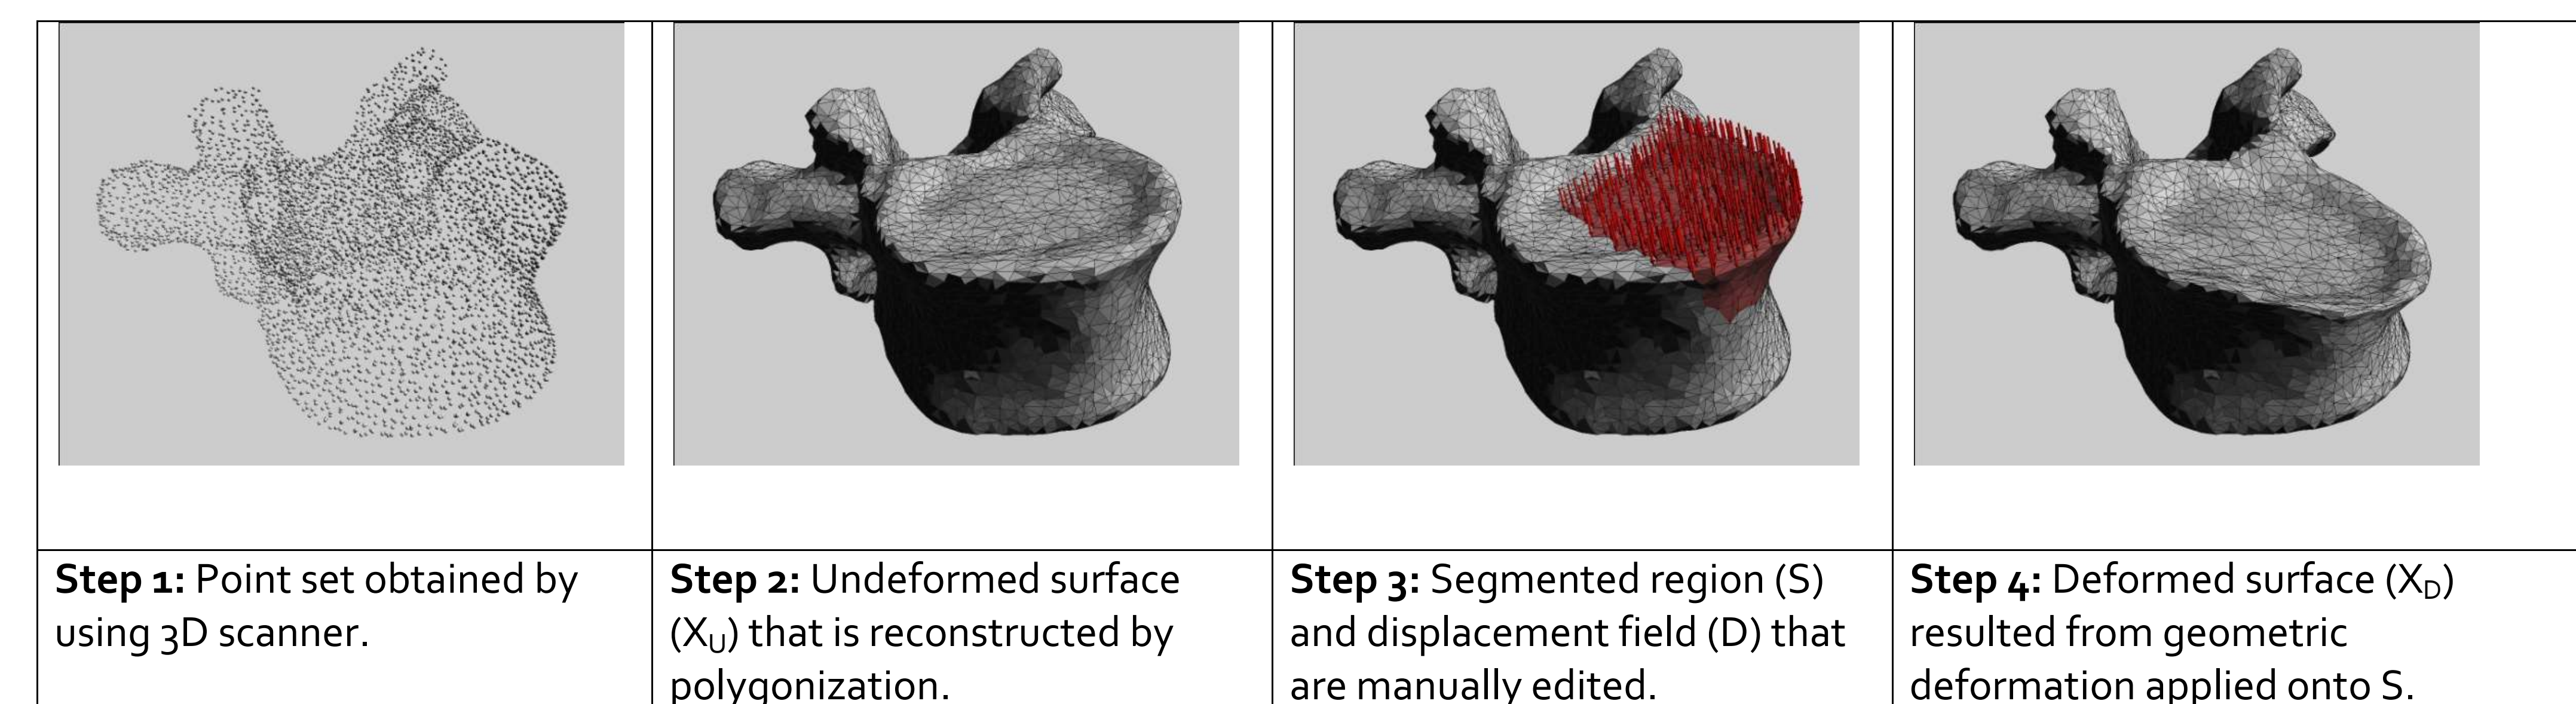 Step 1: Point set obtained by
using 3D scanner.
Step 2: Undeformed surface
(XU) that is reconstructed by
polygonization.
Step 3: Segmented region (S)
and displacement field (D) that
are manually edited.
Step 4: Deformed surface (XD)
resulted from geometric
deformation applied onto S.